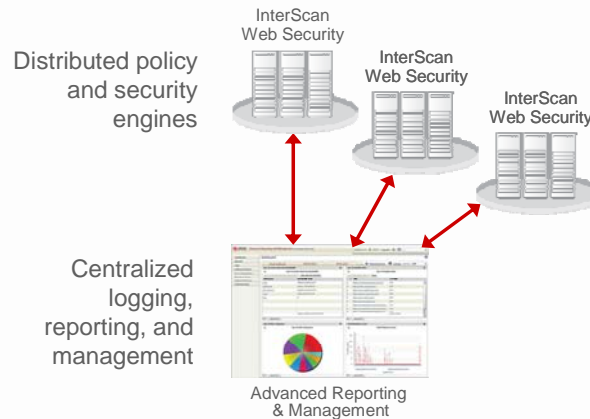 InterScan
Web Security
Distributed policy
and security
engines
InterScan
Web Security
InterScan
Web Security
Centralized
logging,
reporting, and
management
Advanced Reporting
& Management